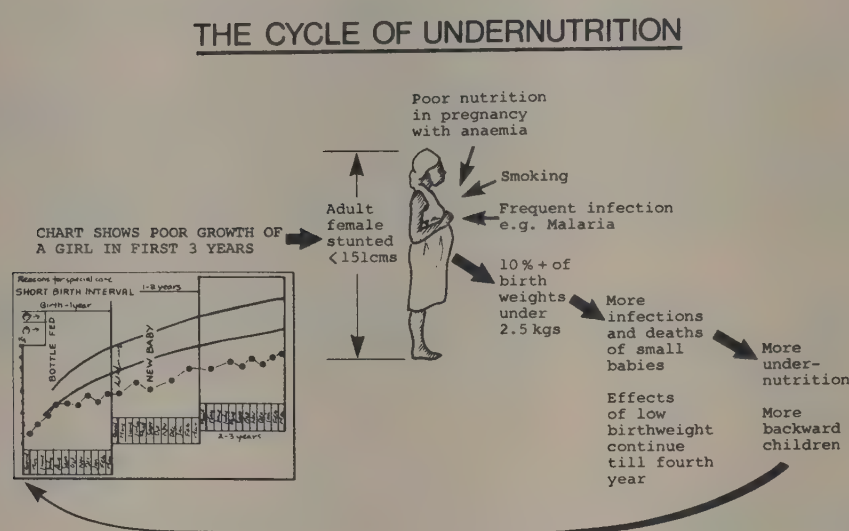 THE CYCLE OF UNDERNUTRITION
Poor nutrition
in pregnancy
with anaemia
Smoking
Frequent infection
e.g. Malaria
Adult
female
stunted
<151cms
CHART SHOWS POOR GROWTH OF
A GIRL IN FIRST 3 YEARS
Reasons for special care
SHORT BIRTH INTERVAL
1-2 years
Birth-1year
BOTTLE FED
NEW BABY
2-3 years
10%+ of
birth
weights
under
2.5 kgs
More
infections
and deaths
of small
babies
Effects
of low
birthweight
continue
till fourth
year
More
under-
nutrition
More
backward
children